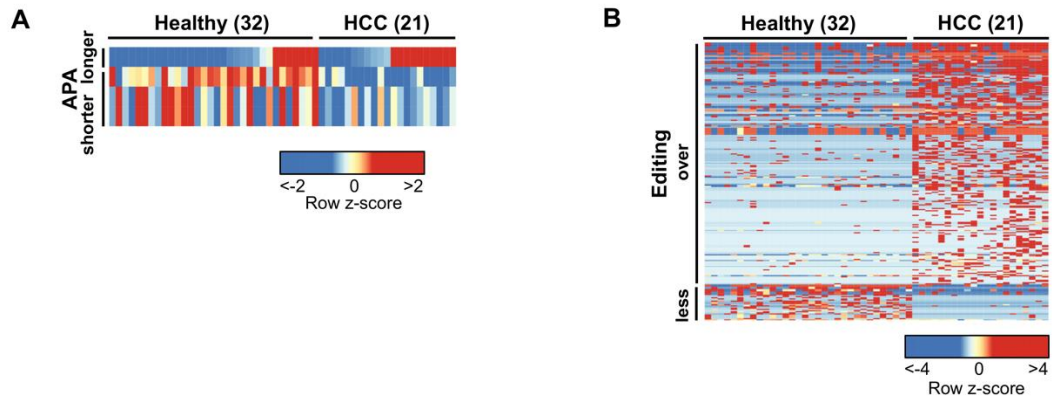 A
Healthy (32) HCC (21)
APA
longer
shorter
<-2 0 >2
Row z-score
B
Healthy (32) HCC (21)
Editing
over
less
<-4 0 >4
Row z-score